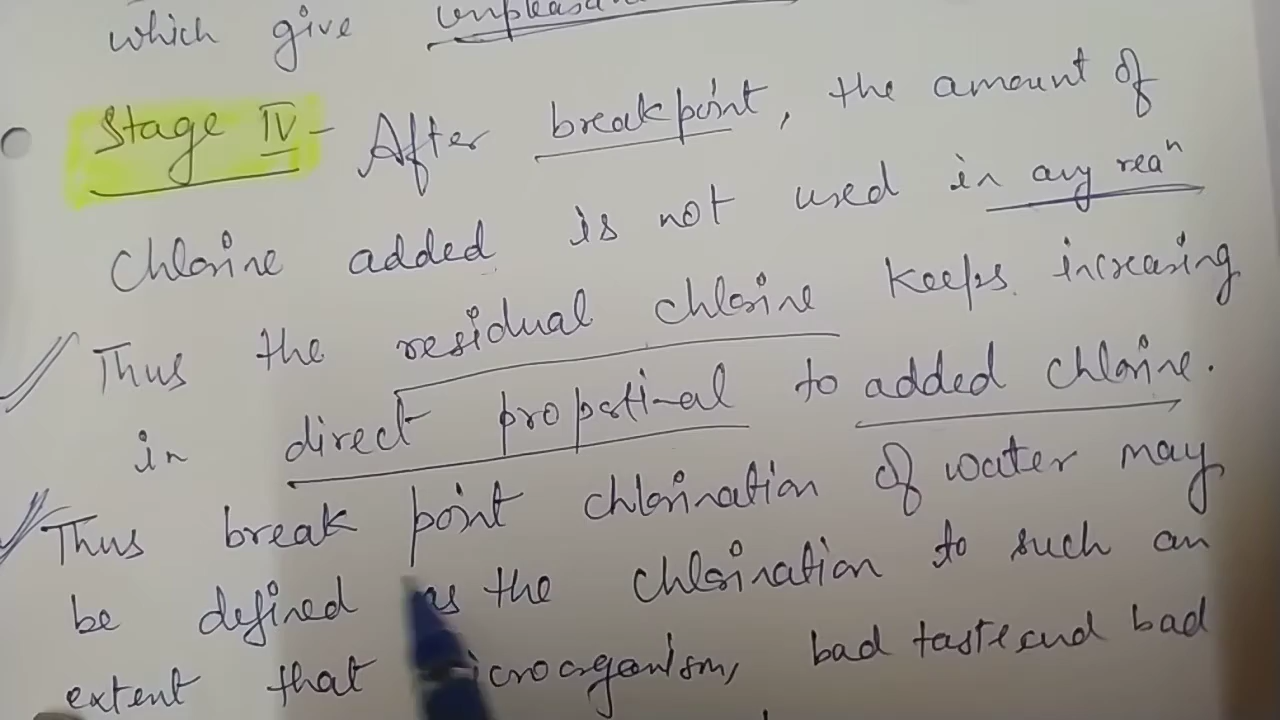 which give unpleasan
Stage IV - After breakpoint, the amount of
Chlorine added is not used in any reaⁿ
Thus the residual chlorine keeps increasing
in direct propotinal to added chlorine.
Thus break point chlorination of water may
be defined as the chlorination to such an
extent that microorganism, bad taste and bad